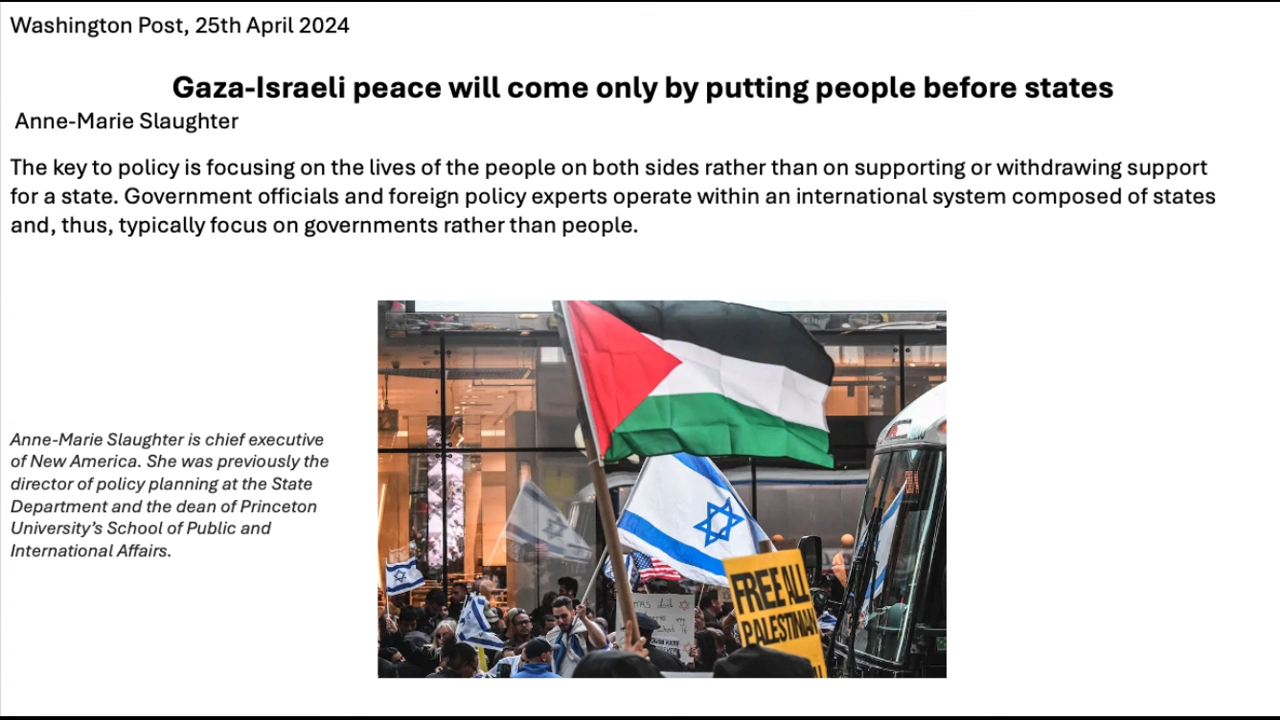 Washington Post, 25th April 2024
Gaza-Israeli peace will come only by putting people before states
Anne-Marie Slaughter
The key to policy is focusing on the lives of the people on both sides rather than on supporting or withdrawing support
for a state. Government officials and foreign policy experts operate within an international system composed of states
and, thus, typically focus on governments rather than people.
Anne-Marie Slaughter is chief executive
of New America. She was previously the
director of policy planning at the State
Department and the dean of Princeton
University's School of Public and
International Affairs.
FREE ALL
PALESTINIAN